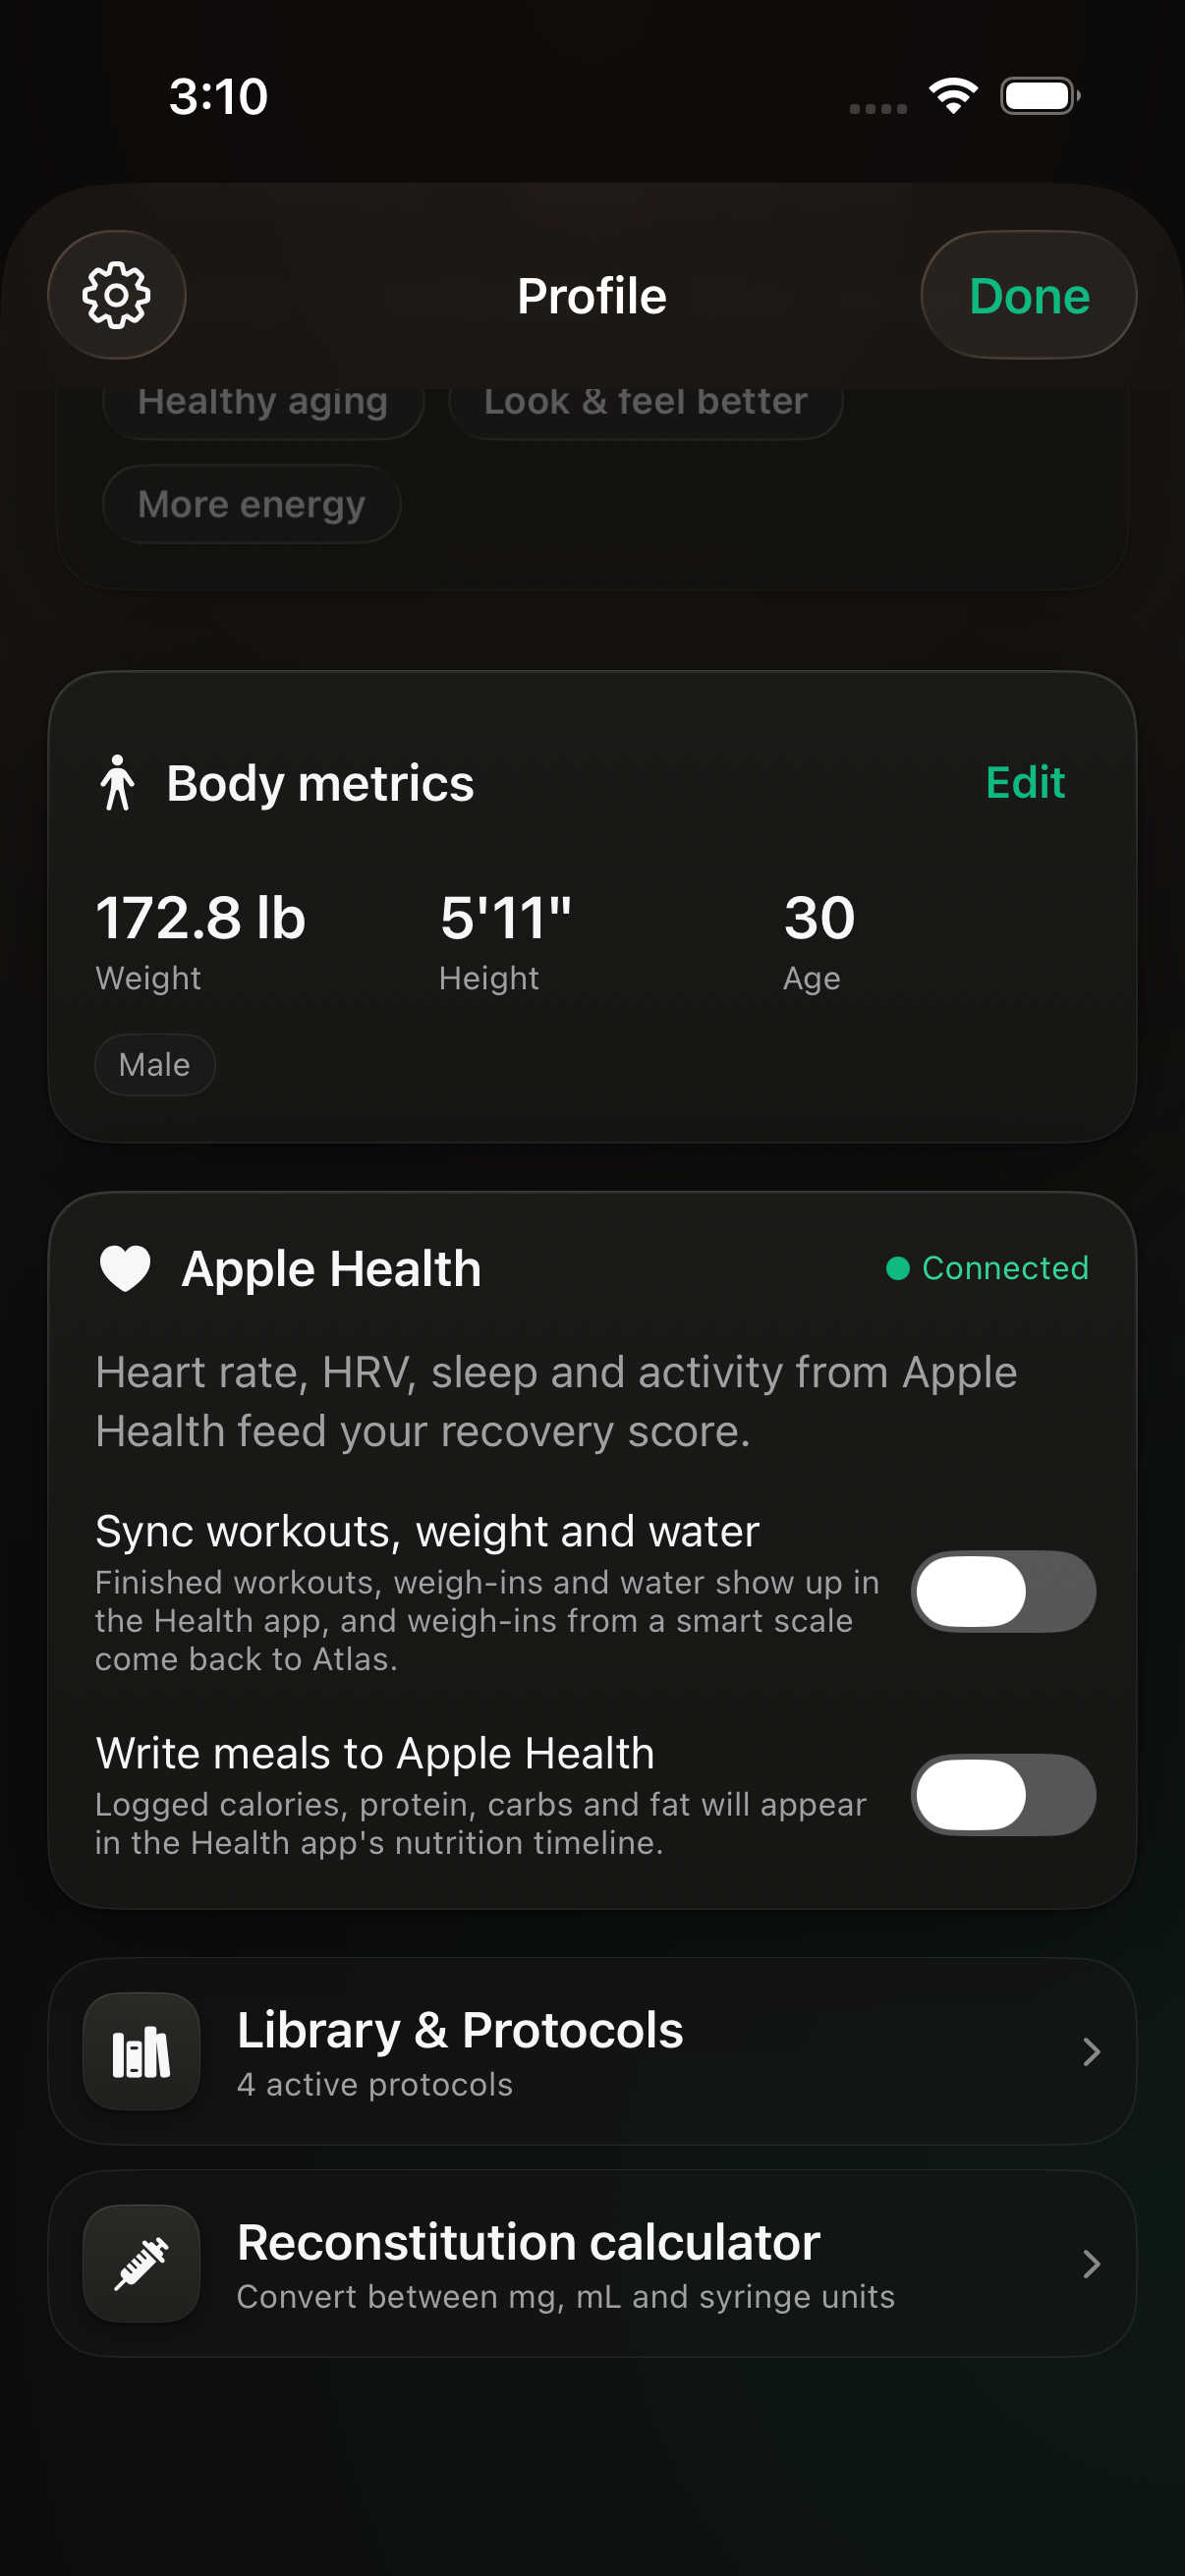 3:10
Profile
Done
Healthy aging
Look & feel better
More energy
Body metrics
Edit
172.8 lb
5'11"
30
Weight
Height
Age
Male
Apple Health
Connected
Heart rate, HRV, sleep and activity from Apple
Health feed your recovery score.
Sync workouts, weight and water
Finished workouts, weigh-ins and water show up in
the Health app, and weigh-ins from a smart scale
come back to Atlas.
Write meals to Apple Health
Logged calories, protein, carbs and fat will appear
in the Health app's nutrition timeline.
Library & Protocols
4 active protocols
Reconstitution calculator
Convert between mg, mL and syringe units